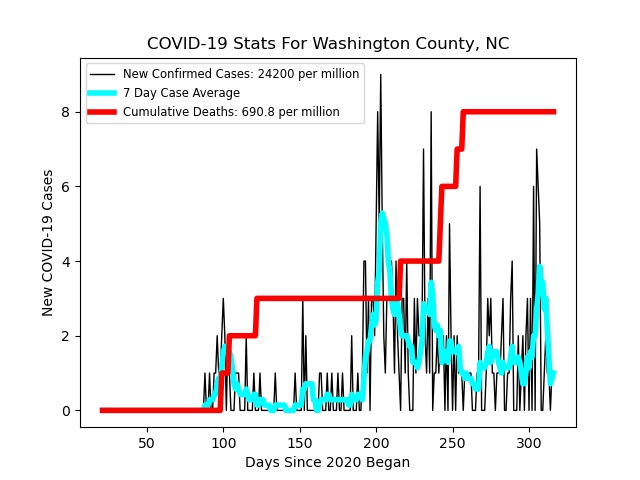 COVID-19 Stats For Washington County, NC
New Confirmed Cases: 24200 per million
7 Day Case Average
Cumulative Deaths: 690.8 per million
New COVID-19 Cases
8
6
4
2
0
50 100 150 200 250 300
Days Since 2020 Began